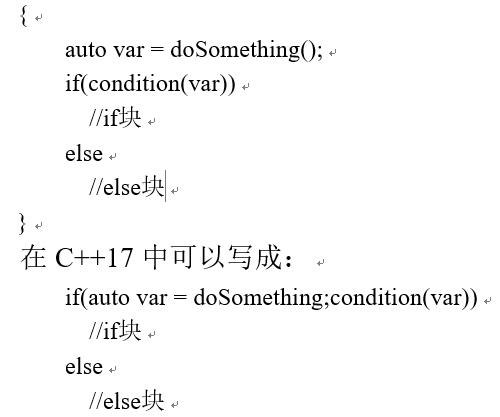 {
auto var = doSomething();
if(condition(var))
//if块
else
//else块
}
在 C++17 中可以写成：
if(auto var = doSomething;condition(var))
//if块
else
//else块